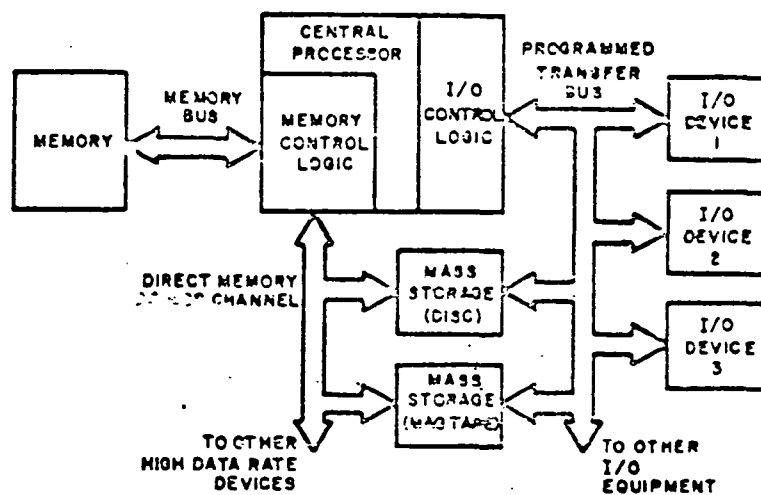 CENTRAL
PROCESSOR
PROGRAMMED
TRANSFER
BUS
MEMORY
BUS
MEMORY
MEMORY
CONTROL
LOGIC
I/O
CONTROL
LOGIC
I/O
DEVICE
1
I/O
DEVICE
2
I/O
DEVICE
3
DIRECT MEMORY
CHANNEL
MASS
STORAGE
(DISC)
MASS
STORAGE
(MAGTAPE)
TO OTHER
HIGH DATA RATE
DEVICES
TO OTHER
I/O
EQUIPMENT